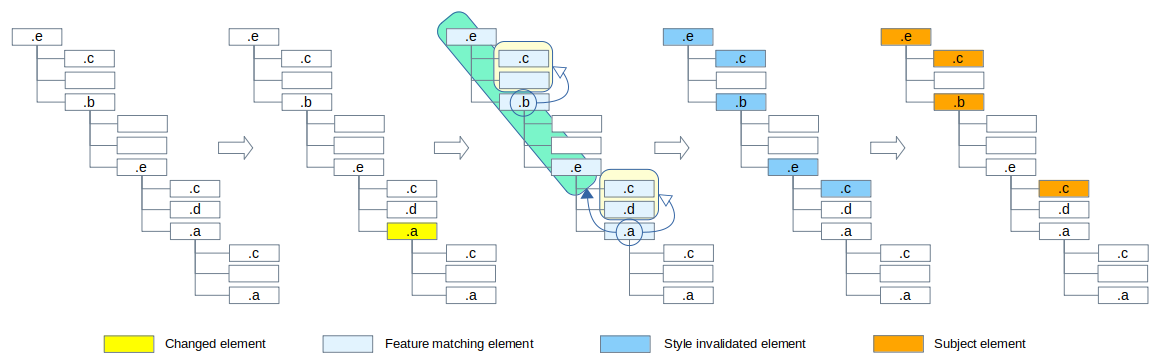 .e .e .e .e .e
.c .c .c .c .c
.b .b .b .b .b
.e .e .e .e .e
.c .c .c .c .c
.d .d .d .d .d
.a .a .a .a .a
.c .c .c .c .c
.a .a .a .a .a
Changed element Feature matching element Style invalidated element Subject element